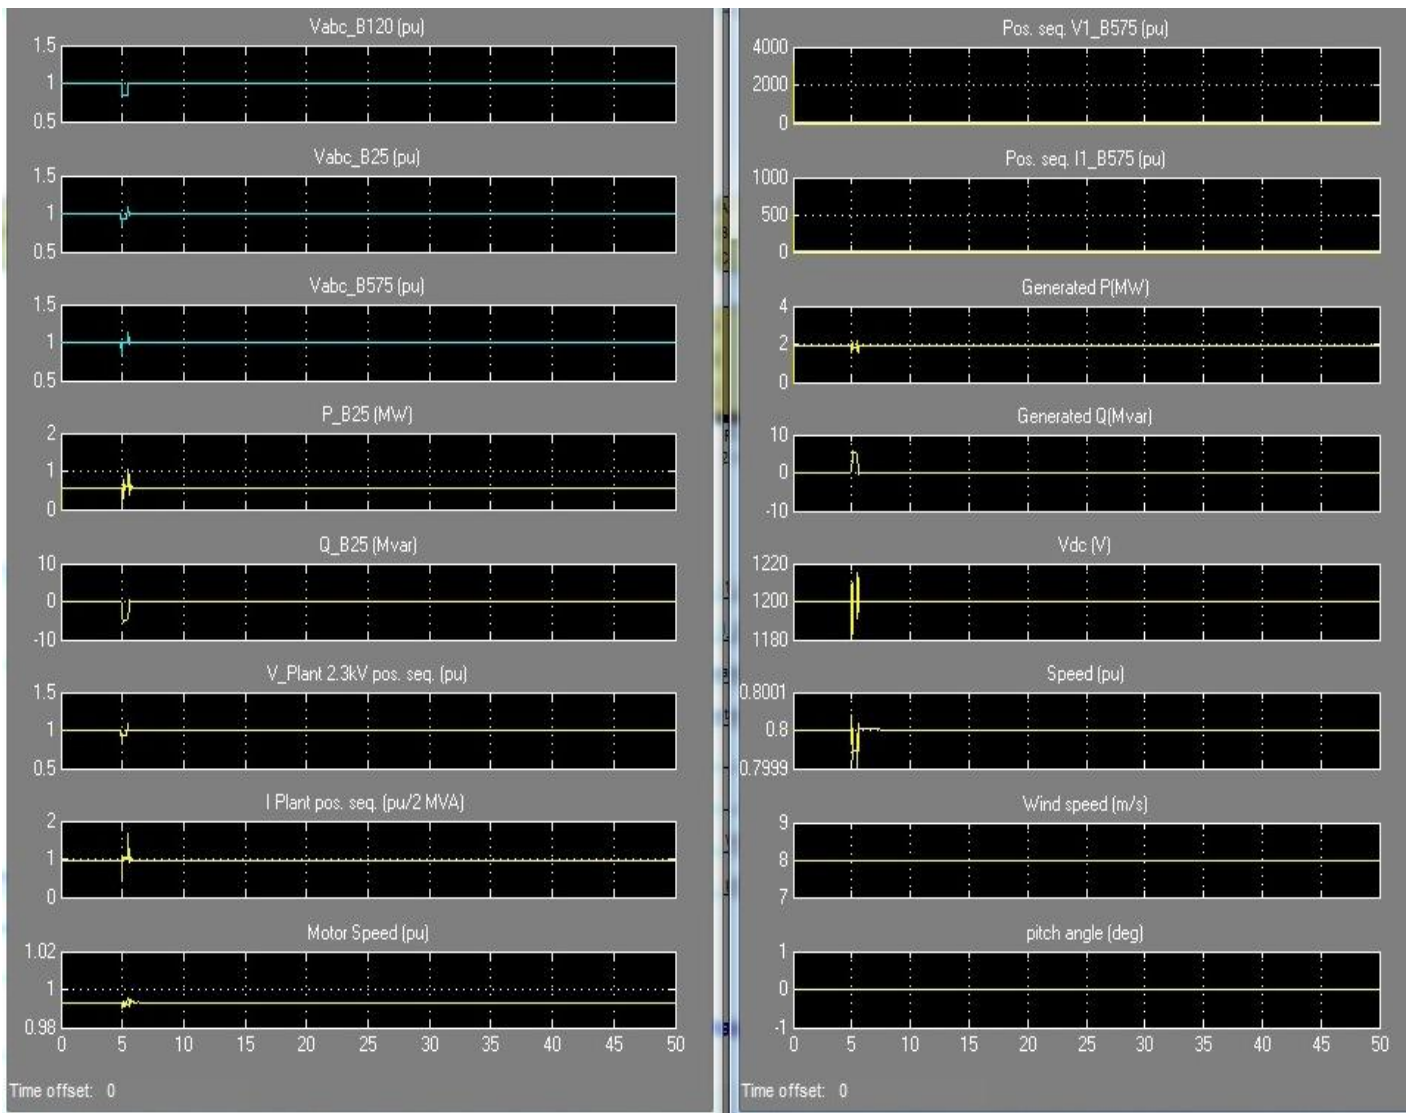 Vabc_B120 (pu)
1.5
1
0.5
Vabc_B25 (pu)
1.5
1
0.5
Vabc_B575 (pu)
1.5
1
0.5
P_B25 (MW)
2
1
0
Q_B25 (Mvar)
10
0
-10
V_Plant 2.3kV pos. seq. (pu)
1.5
1
0.5
I Plant pos. seq. (pu/2 MVA)
2
1
0
Motor Speed (pu)
1.02
1
0.98
0 5 10 15 20 25 30 35 40 45 50
Time offset: 0
Pos. seq. V1_B575 (pu)
4000
2000
0
Pos. seq. I1_B575 (pu)
1000
500
0
Generated P(MW)
4
2
0
Generated Q(Mvar)
10
0
-10
Vdc (V)
1220
1200
1180
Speed (pu)
0.8001
0.8
0.7999
Wind speed (m/s)
9
8
7
pitch angle (deg)
1
0
-1
0 5 10 15 20 25 30 35 40 45 50
Time offset: 0